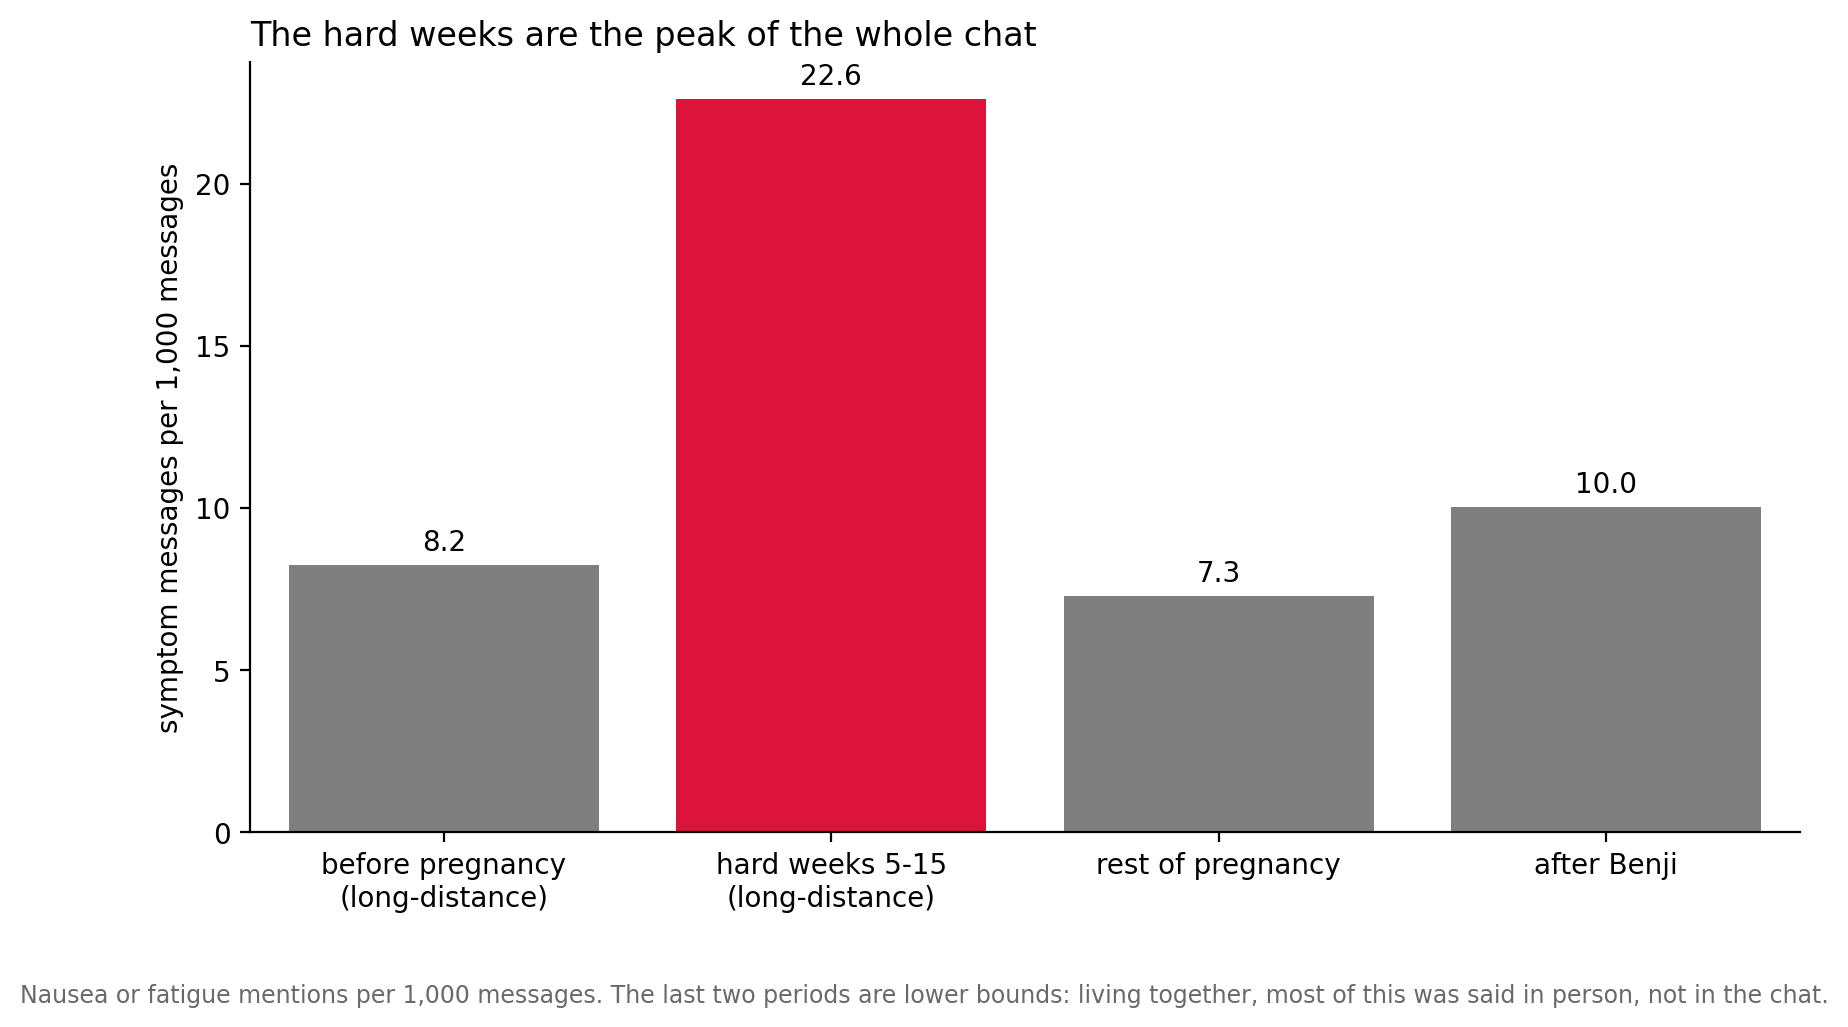 The hard weeks are the peak of the whole chat
symptom messages per 1,000 messages
20
15
10
5
0
8.2
22.6
7.3
10.0
before pregnancy
(long-distance)
hard weeks 5-15
(long-distance)
rest of pregnancy
after Benji
Nausea or fatigue mentions per 1,000 messages. The last two periods are lower bounds: living together, most of this was said in person, not in the chat.